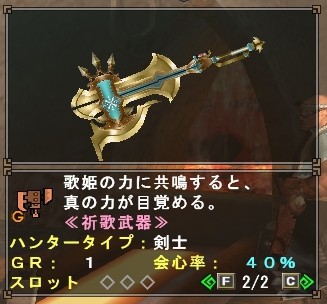 歌姫の力に共鳴すると、
真の力が目覚める。
≪祈歌武器≫
G
ハンタータイプ：剣士
GR： 1 会心率： 40%
スロット ◇◇◇ F 2/2 C